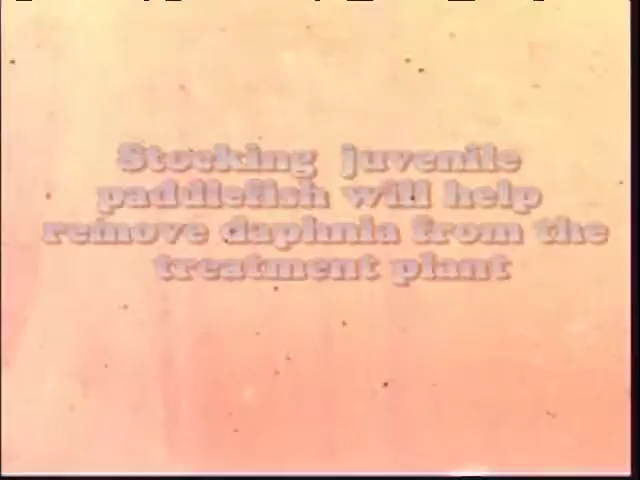 Stocking juvenile
paddlefish will help
remove daphnia from the
treatment plant